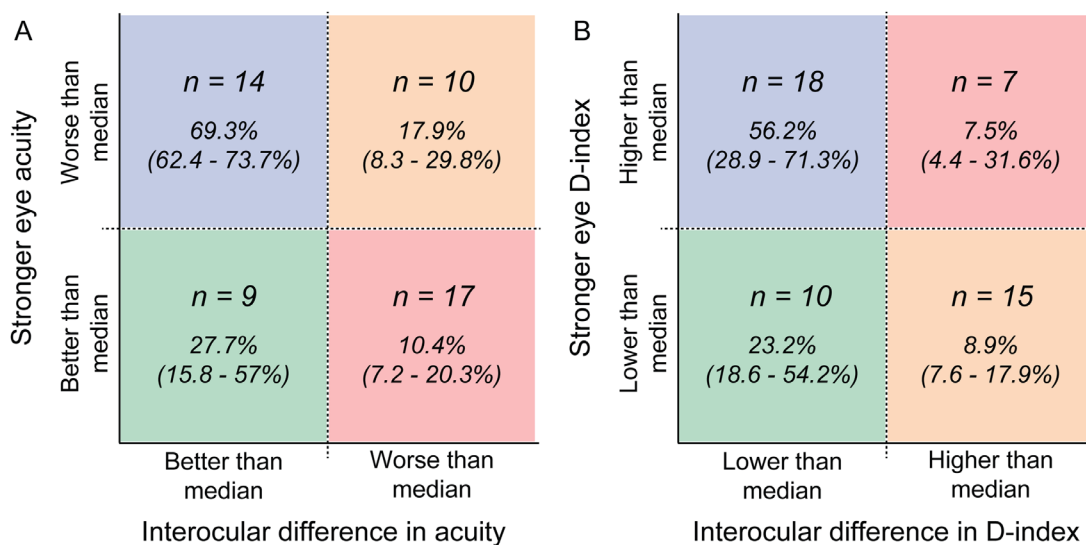 A
Stronger eye acuity
Worse than
median
Better than
median
n = 14
69.3%
(62.4 - 73.7%)
n = 10
17.9%
(8.3 - 29.8%)
n = 9
27.7%
(15.8 - 57%)
n = 17
10.4%
(7.2 - 20.3%)
Better than
median
Worse than
median
Interocular difference in acuity
B
Stronger eye D-index
Higher than
median
Lower than
median
n = 18
56.2%
(28.9 - 71.3%)
n = 7
7.5%
(4.4 - 31.6%)
n = 10
23.2%
(18.6 - 54.2%)
n = 15
8.9%
(7.6 - 17.9%)
Lower than
median
Higher than
median
Interocular difference in D-index